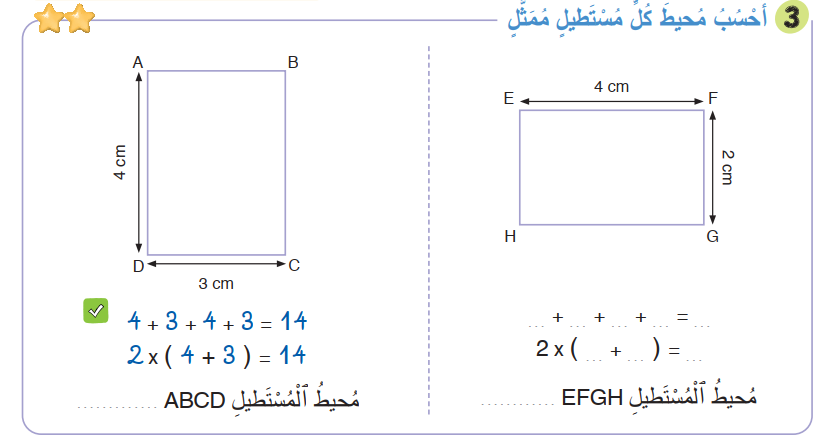 3 أَحْسُبُ مُحيطَ كُلِّ مُسْتَطيلٍ مُمَثَّلٍ
E 4 cm F
2 cm
H G
... + ... + ... + ... = ...
2 x ( ... + ... ) = ...
مُحيطُ ٱلْمُسْتَطيلِ EFGH ............
A B
4 cm
D C
3 cm
4 + 3 + 4 + 3 = 14
2 x ( 4 + 3 ) = 14
مُحيطُ ٱلْمُسْتَطيلِ ABCD .............